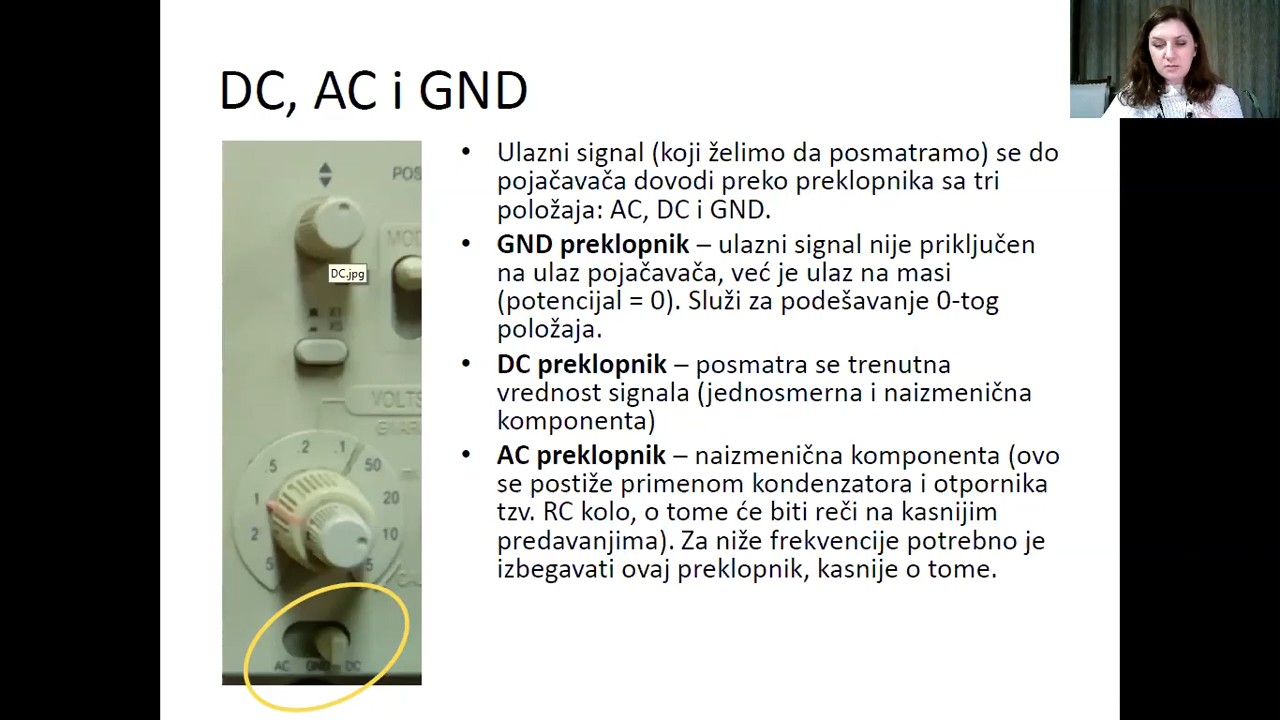 DC, AC i GND
• Ulazni signal (koji želimo da posmatramo) se do
pojačavača dovodi preko preklopnika sa tri
položaja: AC, DC i GND.
• GND preklopnik – ulazni signal nije priključen
na ulaz pojačavača, već je ulaz na masi
(potencijal = 0). Služi za podešavanje 0-tog
položaja.
• DC preklopnik – posmatra se trenutna
vrednost signala (jednosmerna i naizmenična
komponenta)
• AC preklopnik – naizmenična komponenta (ovo
se postiže primenom kondenzatora i otpornika
tzv. RC kolo, o tome će biti reči na kasnijim
predavanjima). Za niže frekvencije potrebno je
izbegavati ovaj preklopnik, kasnije o tome.
POS
MOD
DC.jpg
X1
X5
VOLTS
.2 .1
.5 50
1 20
2 10
5 5
AC GND DC